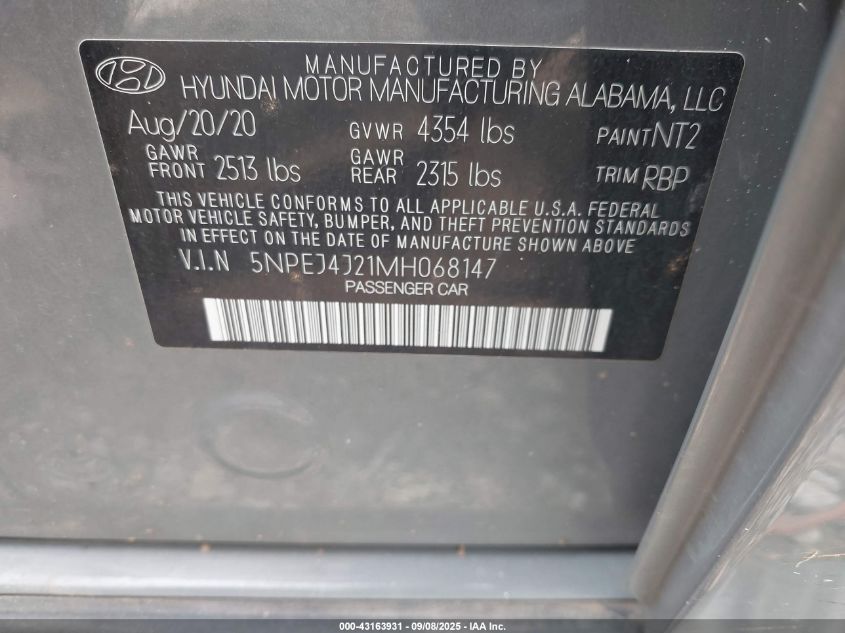 MANUFACTURED BY
HYUNDAI MOTOR MANUFACTURING ALABAMA, LLC
Aug/20/20 GVWR 4354 lbs PAINT NT2
GAWR FRONT 2513 lbs GAWR REAR 2315 lbs TRIM RBP
THIS VEHICLE CONFORMS TO ALL APPLICABLE U.S.A. FEDERAL
MOTOR VEHICLE SAFETY, BUMPER, AND THEFT PREVENTION STANDARDS
IN EFFECT ON THE DATE OF MANUFACTURE SHOWN ABOVE
V.I.N 5NPEJ4J21MH068147
PASSENGER CAR
000-43163931 - 09/08/2025 - IAA Inc.